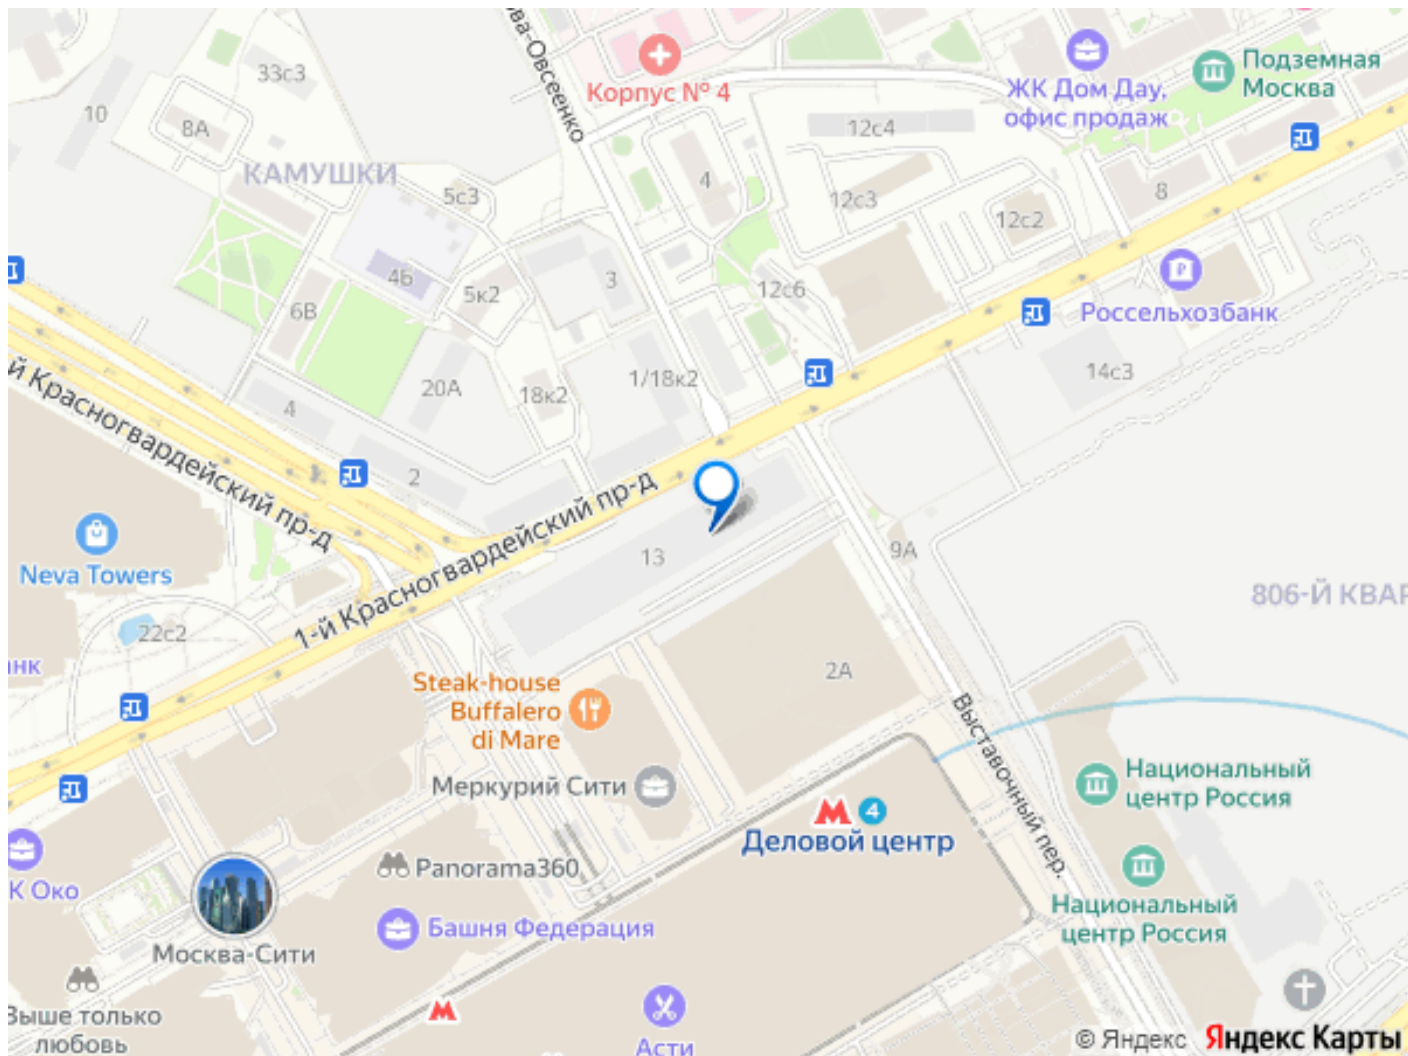 ова-Овсеенко
Корпус № 4
ЖК Дом Дау,
офис продаж
Подземная
Москва
33с3
10
8А
12с4
КАМУШКИ
5с3
4
12с3
8
12с2
4Б
5к2
3
12с6
6В
Россельхозбанк
1/18к2
14с3
20А
18к2
4
2
й Красногвардейский пр-д
1-й Красногвардейский пр-д
13
9А
Neva Towers
806-Й КВАР
22с2
нк
2А
Steak-house
Buffalero
di Mare
Выставочный пер.
Меркурий Сити
Национальный
центр Россия
4
Деловой центр
Panorama360
К Око
Национальный
центр Россия
Башня Федерация
Москва-Сити
Выше только
любовь
Асти
© Яндекс Яндекс Карты